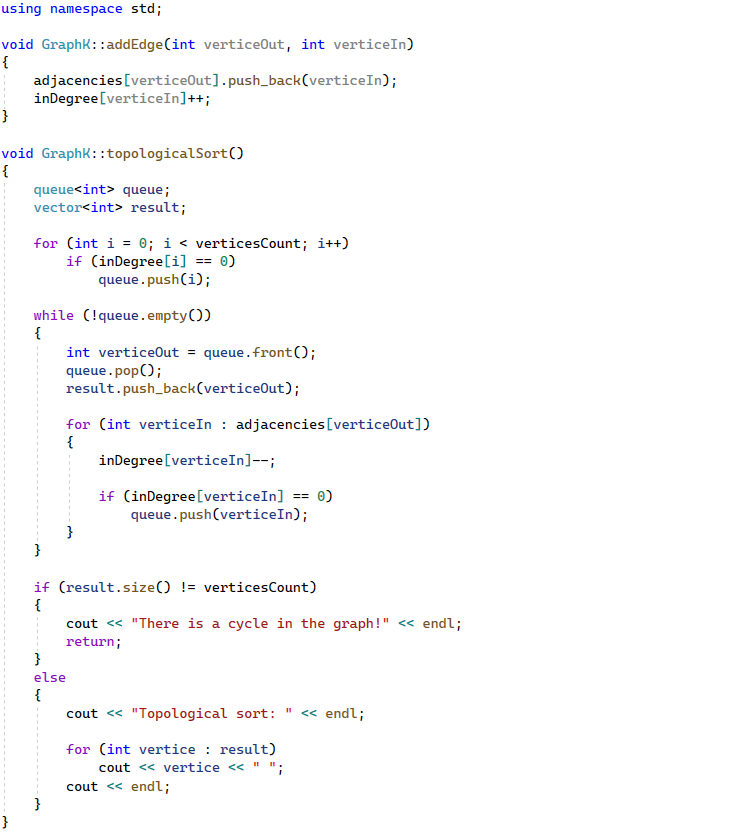 using namespace std;
void GraphK::addEdge(int verticeOut, int verticeIn)
{
adjacencies[verticeOut].push_back(verticeIn);
inDegree[verticeIn]++;
}
void GraphK::topologicalSort()
{
queue<int> queue;
vector<int> result;
for (int i = 0; i < verticesCount; i++)
if (inDegree[i] == 0)
queue.push(i);
while (!queue.empty())
{
int verticeOut = queue.front();
queue.pop();
result.push_back(verticeOut);
for (int verticeIn : adjacencies[verticeOut])
{
inDegree[verticeIn]--;
if (inDegree[verticeIn] == 0)
queue.push(verticeIn);
}
}
if (result.size() != verticesCount)
{
cout << "There is a cycle in the graph!" << endl;
return;
}
else
{
cout << "Topological sort: " << endl;
for (int vertice : result)
cout << vertice << " ";
cout << endl;
}
}